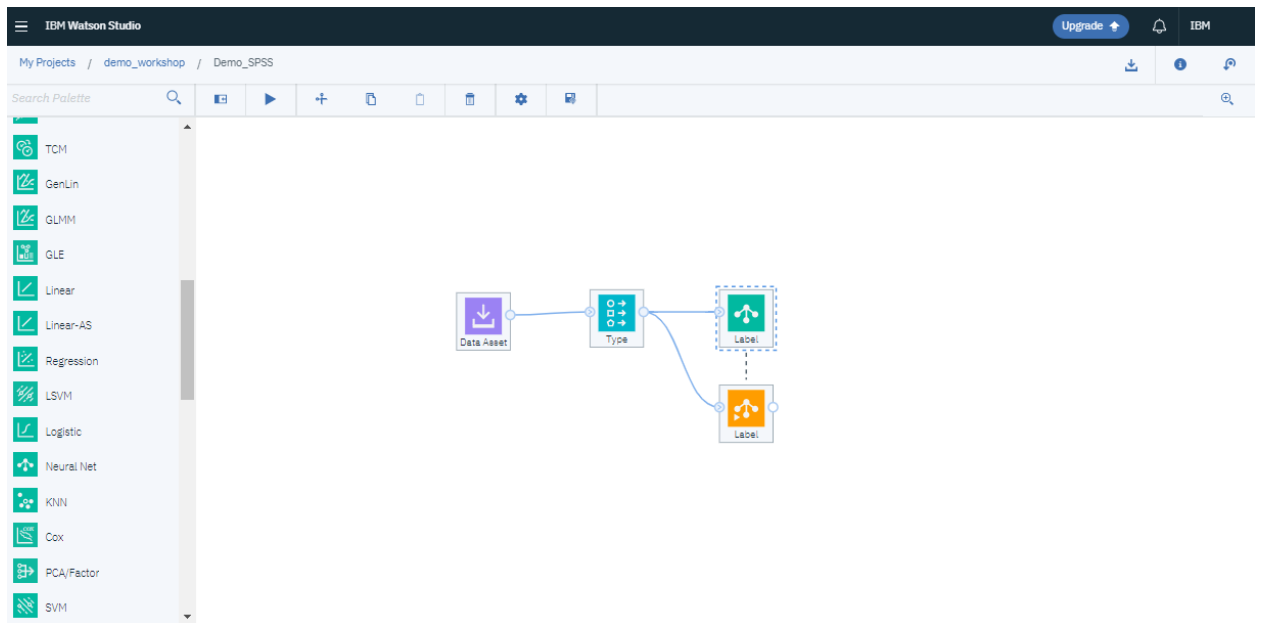 IBM Watson Studio
Upgrade
IBM
My Projects / demo_workshop / Demo_SPSS
Search Palette
TCM
GenLin
GLMM
GLE
Linear
Linear-AS
Regression
LSVM
Logistic
Neural Net
KNN
Cox
PCA/Factor
SVM
Data Asset
Type
Label
Label